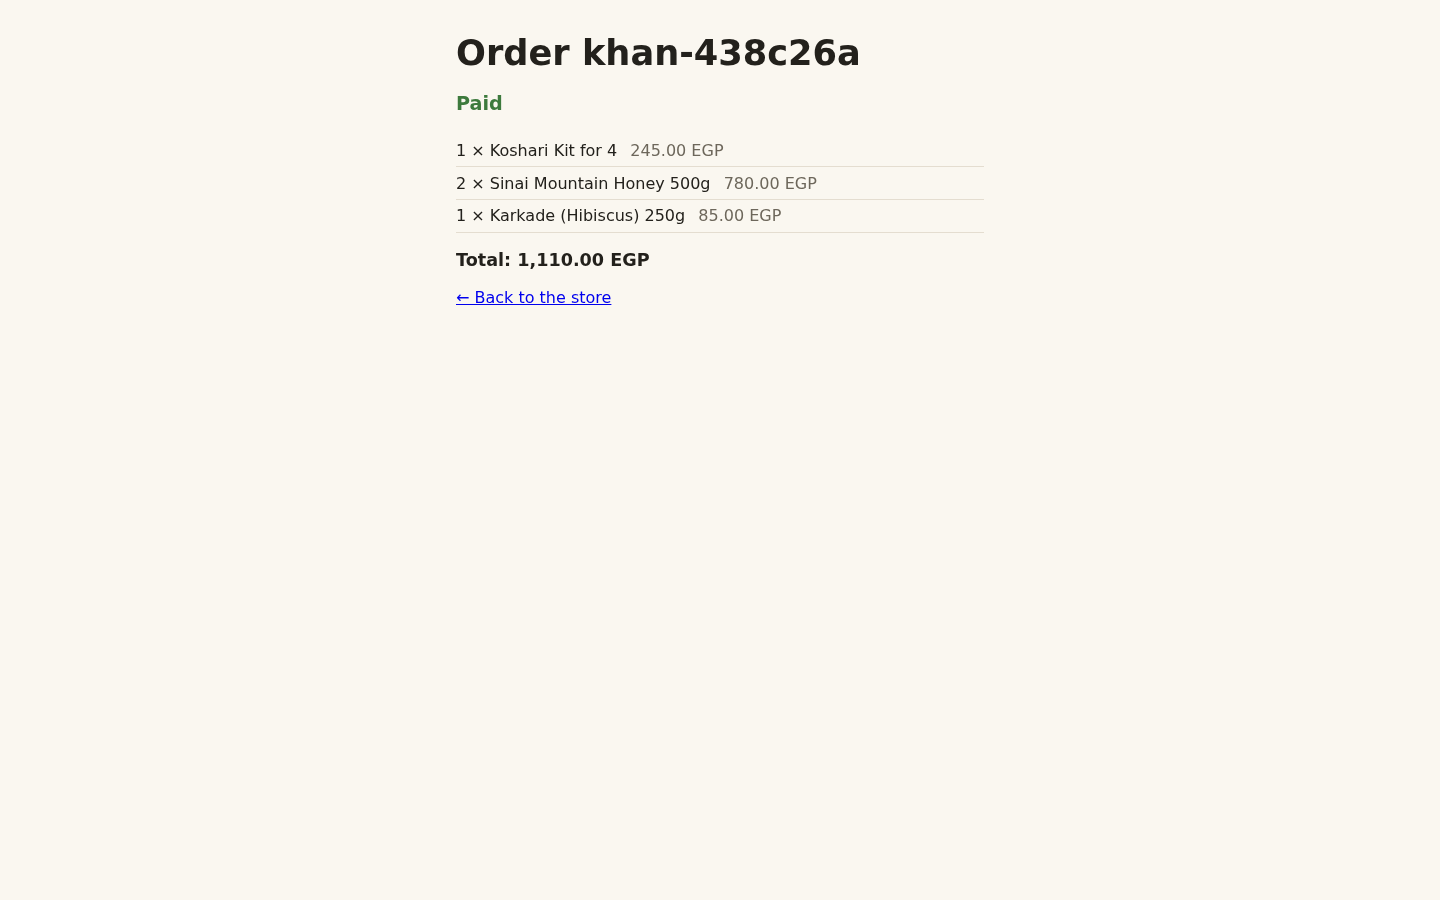 Order khan-438c26a
Paid
1 × Koshari Kit for 4 245.00 EGP
2 × Sinai Mountain Honey 500g 780.00 EGP
1 × Karkade (Hibiscus) 250g 85.00 EGP
Total: 1,110.00 EGP
← Back to the store